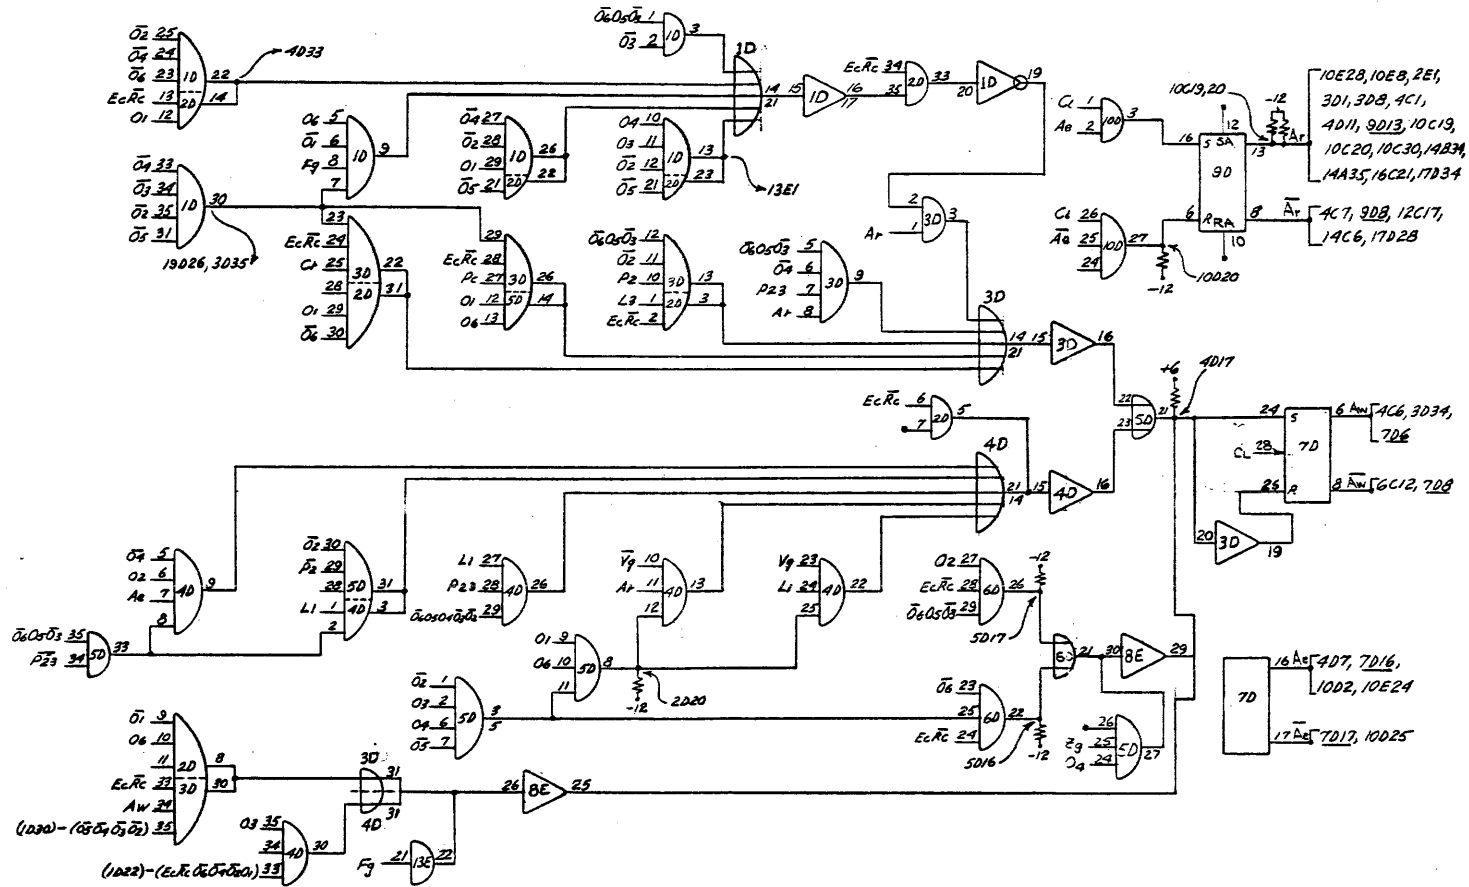 Ō2 25
Ō4 24
Ō6 23
EcR̄c 13
O1 12
1D
2D
22
14
4D33
Ō6Ō5Ō3 1
Ō3 2
1D
3
1D
14
21
15
1D
16
17
EcR̄c 34
35
2D
33
20
1D
19
O6 5
Ō1 6
Fg 8
7
1D
9
Ō4 27
Ō2 28
O1 29
Ō5 21
1D
2D
26
22
O4 10
O3 11
Ō2 12
Ō5 21
1D
2D
13
23
13E1
Ō4 33
Ō3 34
Ō2 35
Ō5 31
1D
30
19D26, 3D35
CL 1
Ae 2
10D
3
16
S SA
12
9D
10C19,20
-12
13
Ar
10E28, 10E8, 2E1,
3D1, 3D8, 4C1,
4D11, 9D13, 10C19,
10C20, 10C30, 14B34,
14A35, 16C21, 17D34
CL 26
Āe 25
24
10D
27
6
R RA
10
-12
10D20
8
Ār
4C7, 9D8, 12C17,
14C6, 17D28
23
EcR̄c 24
Cr 25
28
O1 29
Ō6 30
3D
2D
22
31
29
EcR̄c 28
Pc 27
O1 12
O6 13
3D
5D
26
14
Ō6O5Ō3 12
Ō2 11
P2 10
L3 1
EcR̄c 2
3D
2D
13
3
Ō6O5Ō3 5
Ō4 6
P23 7
Ar 8
3D
9
2
Ar 1
3D
3
3D
14
21
15
3D
16
EcR̄c 6
7
2D
5
4D
21
14
15
4D
16
22
23
5D
21
+6
4D17
24
S
CL 28
7D
26
R
6 Aw
4C6, 3D34,
7D6
8 Āw
6C12, 7D8
20
3D
19
Ō4 5
O2 6
Ae 7
8
4D
9
Ō6O5Ō3 35
P̄23 34
5D
33
Ō2 30
P̄2 29
28
L1 1
2
5D
4D
31
3
L1 27
P23 28
Ō6O5O4Ō3Ō2 29
4D
26
V̄g 10
Ar 11
12
4D
13
Vg 23
L1 24
25
4D
22
O2 27
EcR̄c 28
Ō6O5Ō3 29
6D
26
-12
5D17
O1 9
O6 10
11
5D
8
-12
2D20
Ō2 1
O3 2
O4 6
Ō5 7
5D
3
5
Ō6 23
25
EcR̄c 24
6D
22
5D16
-12
6D
21
30
8E
29
26
Zg 25
O4 24
5D
27
7D
16 Ae
4D7, 7D16,
10D2, 10E24
17 Āe
7D17, 10D25
Ō1 9
O6 10
11
EcR̄c 33
Aw 34
(1D30)-(Ō5Ō4Ō3Ō2) 35
2D
3D
8
30
3D
4D
31
31
O3 35
34
(1D22)-(EcR̄cŌ6Ō4Ō2O1) 33
4D
30
Fg 21
13E
22
26
8E
25